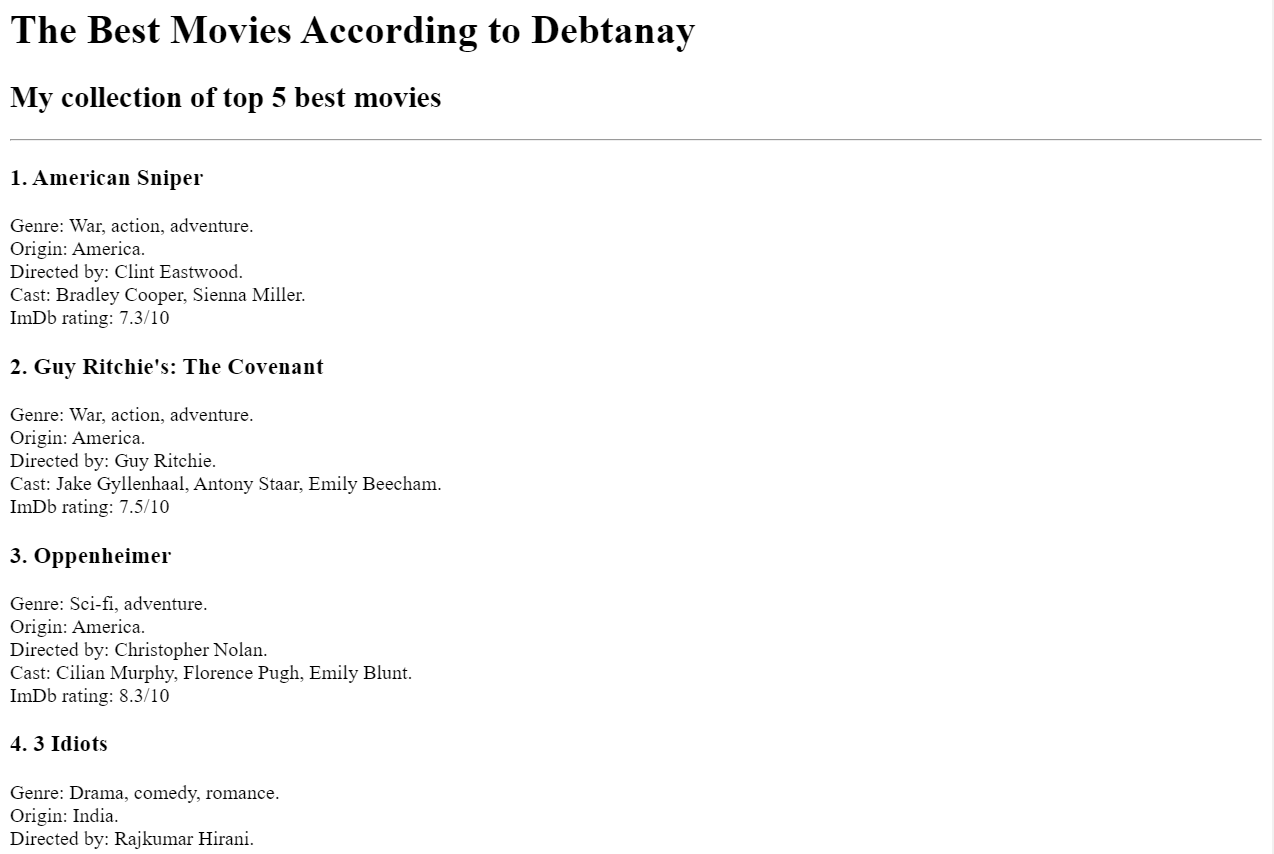 The Best Movies According to Debtanay
My collection of top 5 best movies
1. American Sniper
Genre: War, action, adventure.
Origin: America.
Directed by: Clint Eastwood.
Cast: Bradley Cooper, Sienna Miller.
ImDb rating: 7.3/10
2. Guy Ritchie's: The Covenant
Genre: War, action, adventure.
Origin: America.
Directed by: Guy Ritchie.
Cast: Jake Gyllenhaal, Antony Staar, Emily Beecham.
ImDb rating: 7.5/10
3. Oppenheimer
Genre: Sci-fi, adventure.
Origin: America.
Directed by: Christopher Nolan.
Cast: Cilian Murphy, Florence Pugh, Emily Blunt.
ImDb rating: 8.3/10
4. 3 Idiots
Genre: Drama, comedy, romance.
Origin: India.
Directed by: Rajkumar Hirani.